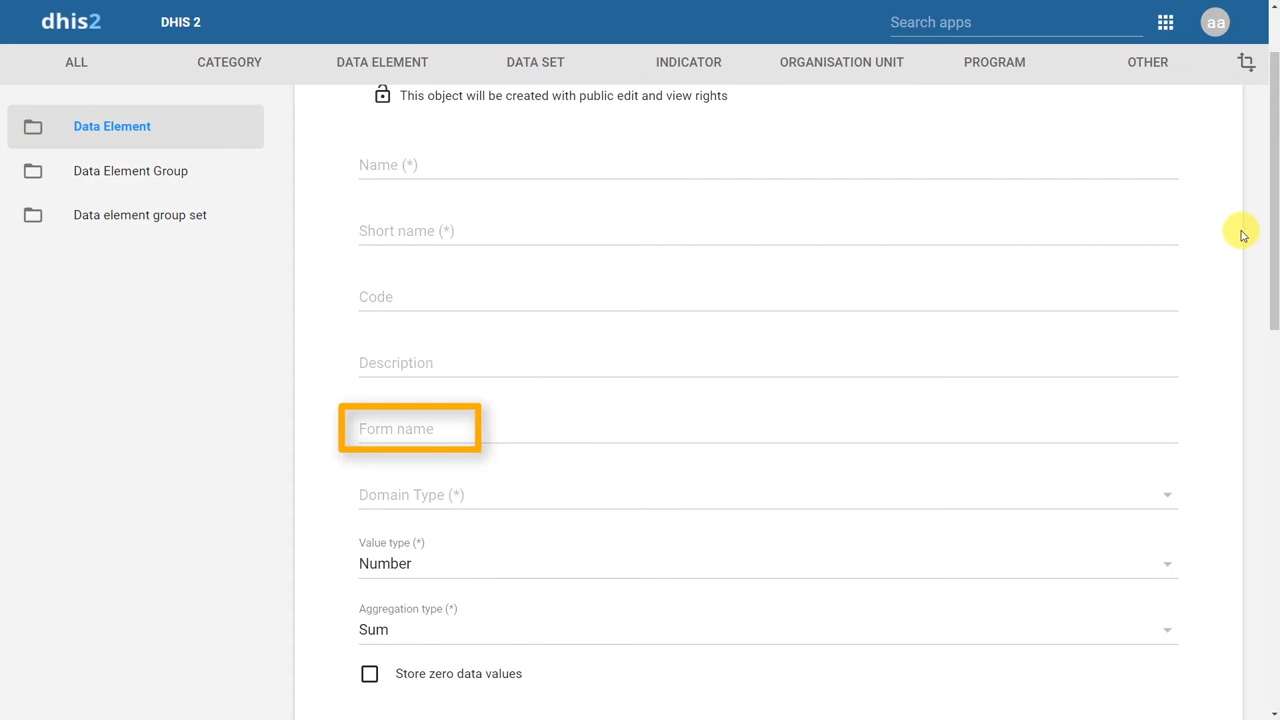 dhis2 DHIS 2 Search apps aa
ALL CATEGORY DATA ELEMENT DATA SET INDICATOR ORGANISATION UNIT PROGRAM OTHER
Data Element
Data Element Group
Data element group set
This object will be created with public edit and view rights
Name (*)
Short name (*)
Code
Description
Form name
Domain Type (*)
Value type (*)
Number
Aggregation type (*)
Sum
Store zero data values